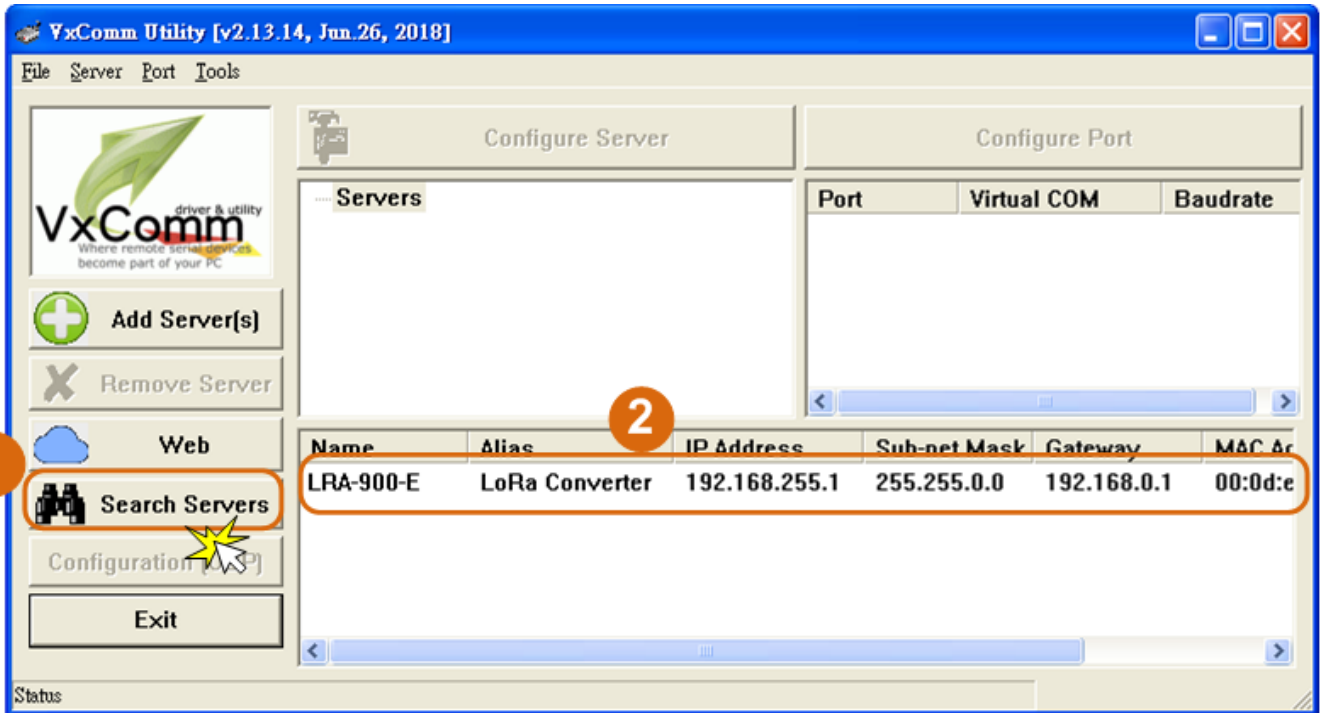 VxComm Utility [v2.13.14, Jun.26, 2018]
File Server Port Tools
VxComm
driver & utility
Where remote serial devices
become part of your PC
Configure Server
Configure Port
Servers
Port Virtual COM Baudrate
Add Server(s)
Remove Server
Web
Search Servers
Exit
2
Name Alias IP Address Sub-net Mask Gateway MAC
LRA-900-E LoRa Converter 192.168.255.1 255.255.0.0 192.168.0.1 00:0d:e
Configuration
Status